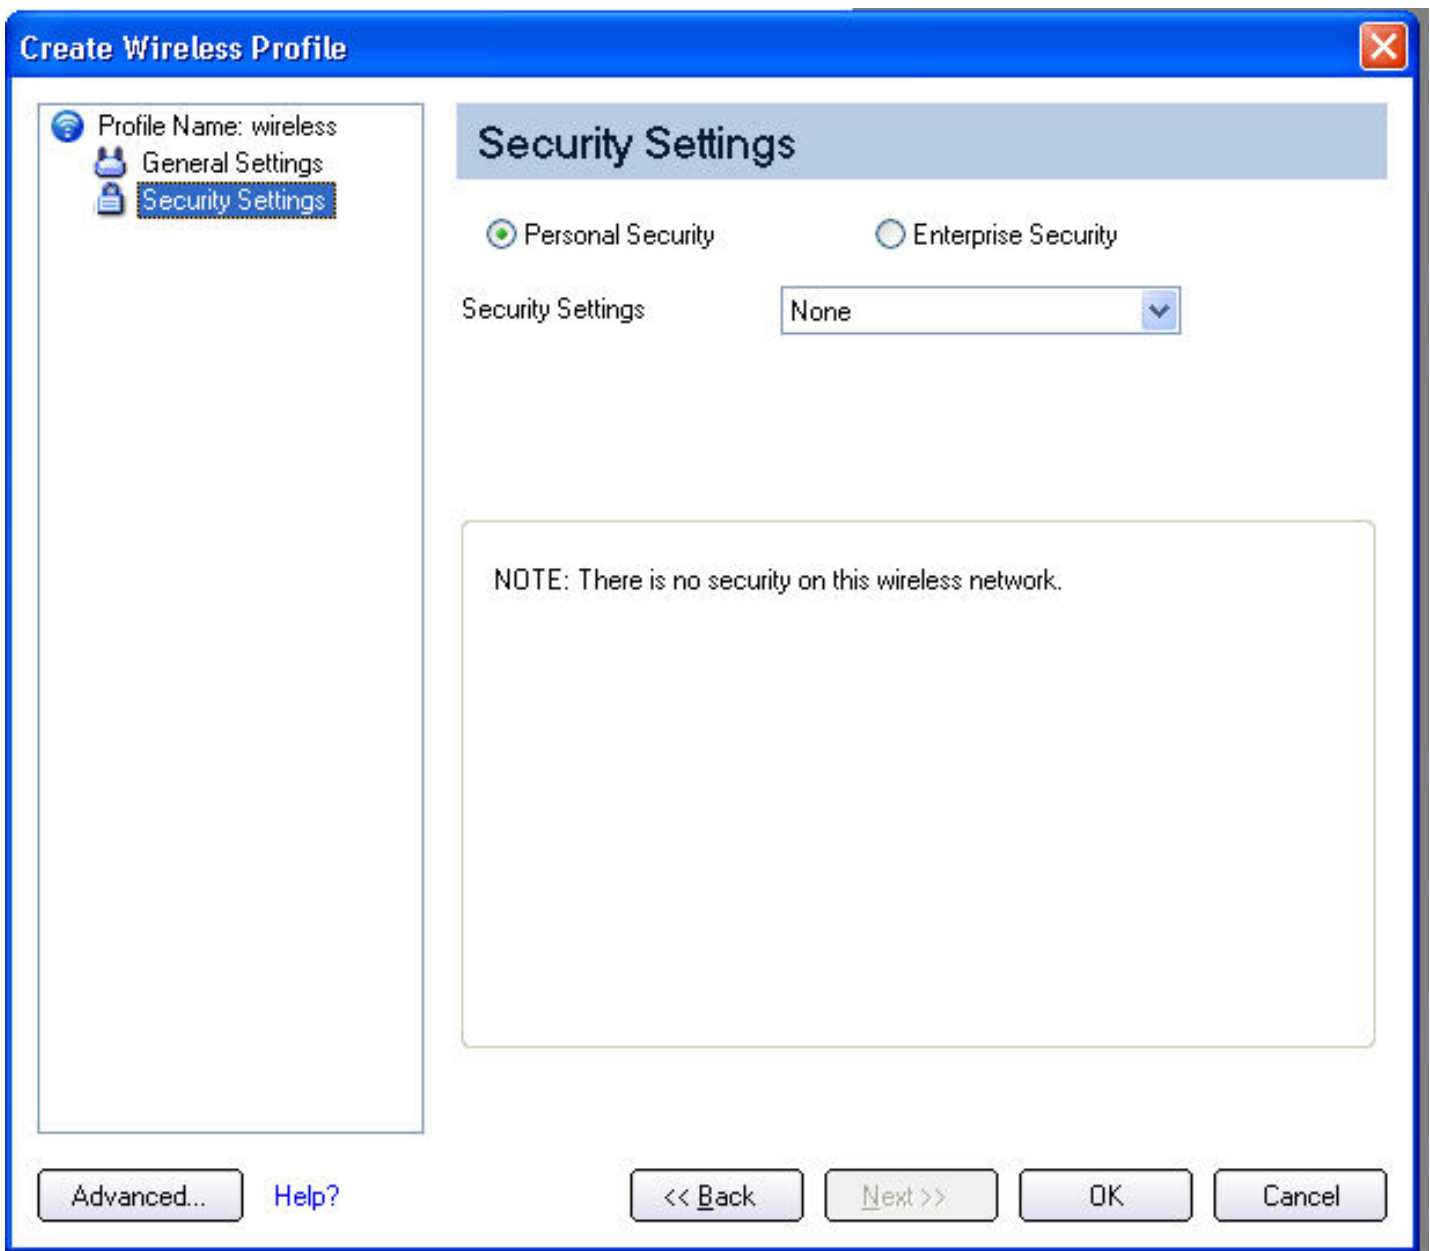 Create Wireless Profile
Profile Name: wireless
General Settings
Security Settings
Security Settings
Personal Security
Enterprise Security
Security Settings
None
NOTE: There is no security on this wireless network.
Advanced...
Help?
<< Back
Next >>
OK
Cancel